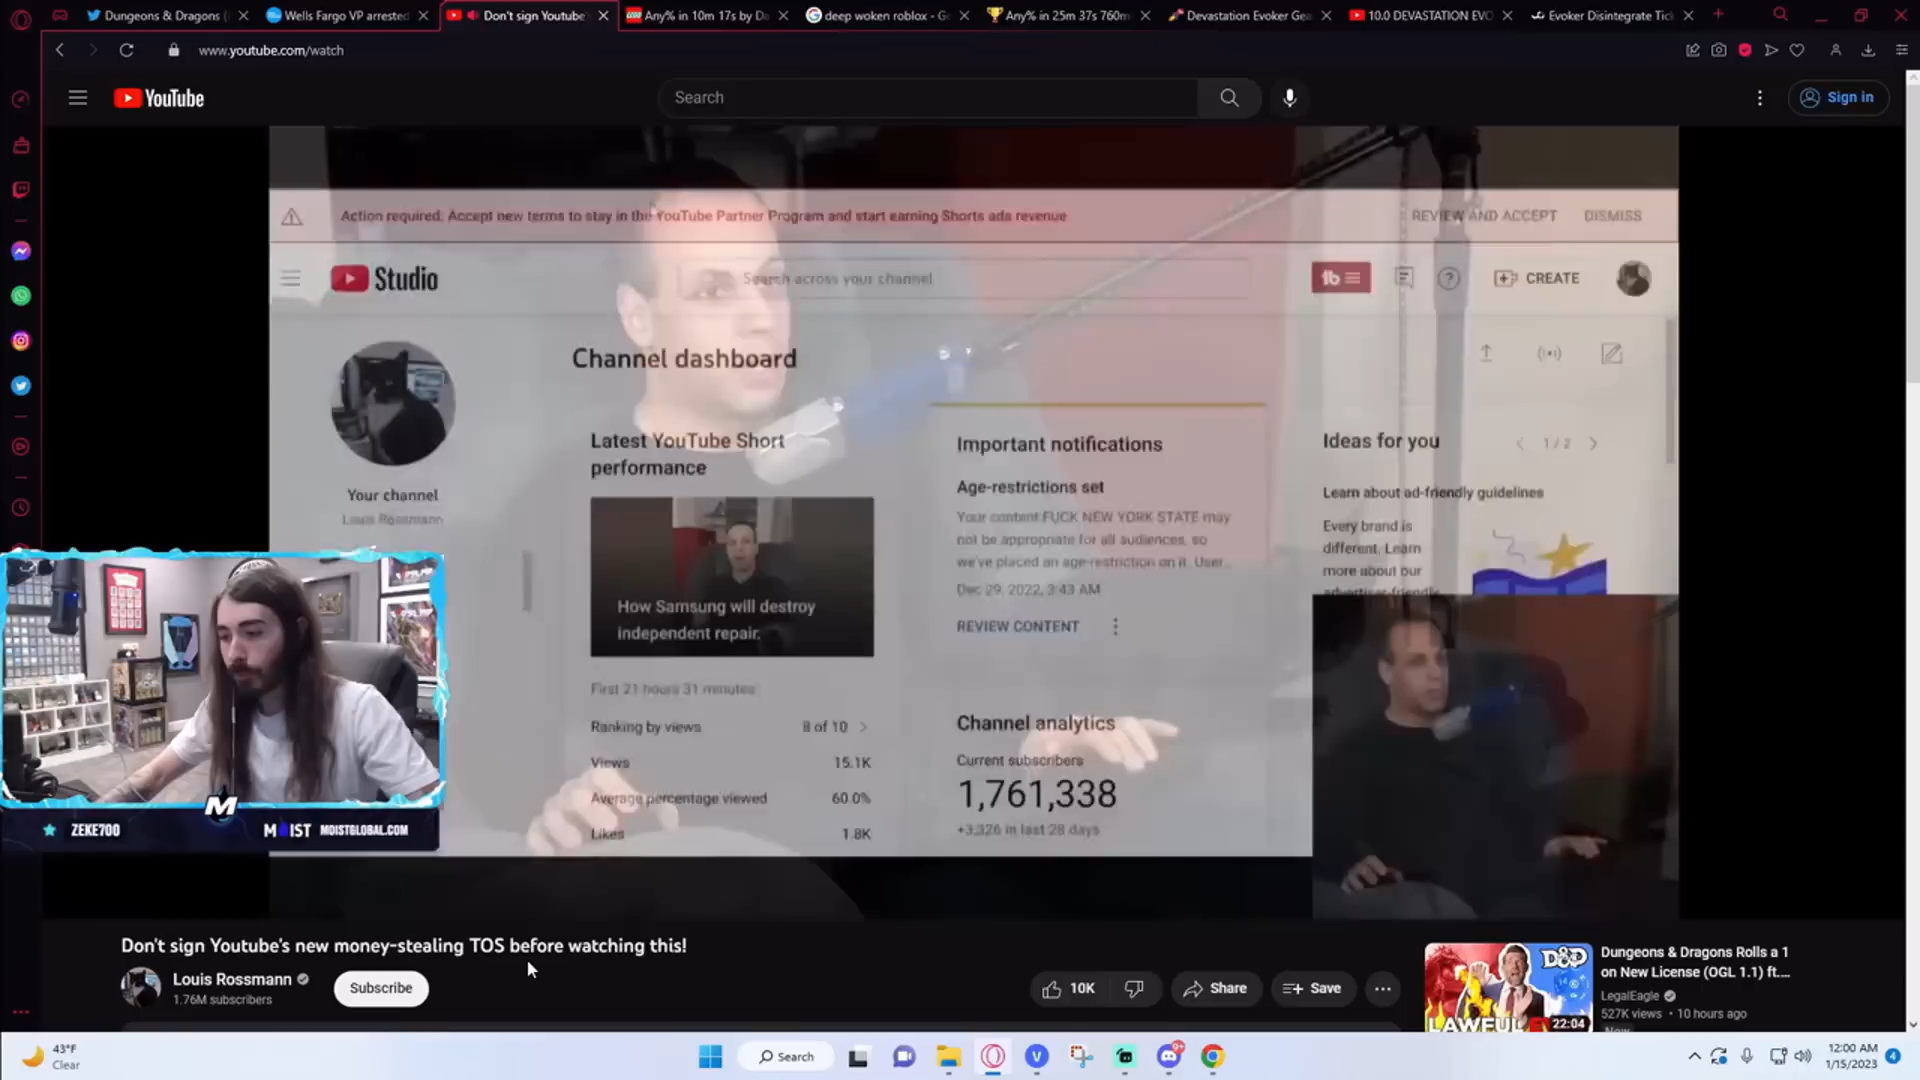 Dungeons & Dragons (
Wells Fargo VP arrested
Don't sign Youtube'
Any% in 10m 17s by Da
deep woken roblox - G
Any% in 25m 37s 760m
Devastation Evoker Gea
10.0 DEVASTATION EVO
Evoker Disintegrate Tic
www.youtube.com/watch
YouTube
Search
Sign in
Action required: Accept new terms to stay in the YouTube Partner Program and start earning Shorts ads revenue
REVIEW AND ACCEPT
DISMISS
Studio
Search across your channel
CREATE
Channel dashboard
Your channel
Louis Rossmann
Latest YouTube Short
performance
How Samsung will destroy
independent repair.
First 21 hours 31 minutes
Ranking by views
8 of 10
Views
15.1K
Average percentage viewed
60.0%
Likes
1.8K
Important notifications
Age-restrictions set
Your content FUCK NEW YORK STATE may
not be appropriate for all audiences, so
we've placed an age-restriction on it. User...
Dec 29, 2022, 3:43 AM
REVIEW CONTENT
Channel analytics
Current subscribers
1,761,338
+3,326 in last 28 days
Ideas for you
1 / 2
Learn about ad-friendly guidelines
Every brand is
different. Learn
more about our
advertiser-friendly
ZEKE700
MOIST
MOISTGLOBAL.COM
Don't sign Youtube's new money-stealing TOS before watching this!
Louis Rossmann
1.76M subscribers
Subscribe
10K
Share
Save
D&D
LAWFUL
22:04
Dungeons & Dragons Rolls a 1
on New License (OGL 1.1) ft....
LegalEagle
527K views • 10 hours ago
New
43°F
Clear
Search
9+
12:00 AM
1/15/2023
4